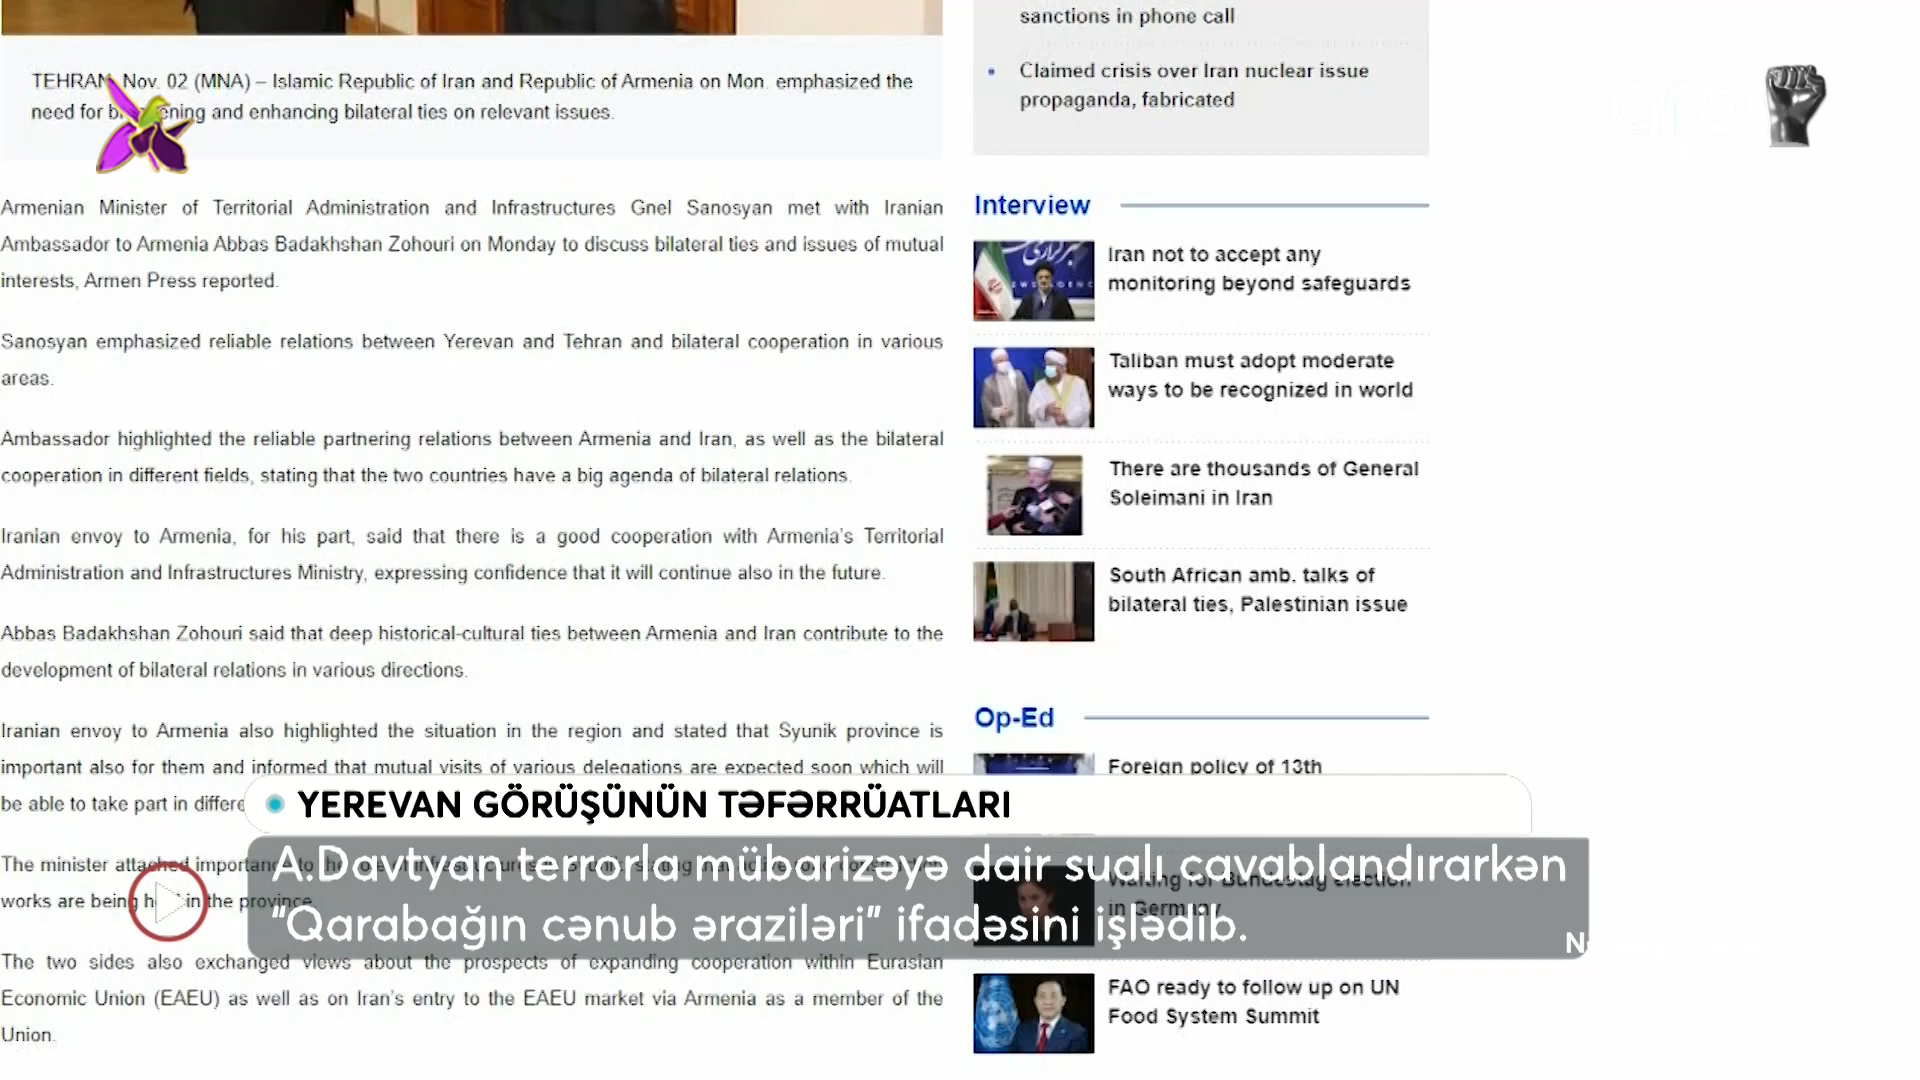 sanctions in phone call
Claimed crisis over Iran nuclear issue
propaganda, fabricated
TEHRAN, Nov. 02 (MNA) – Islamic Republic of Iran and Republic of Armenia on Mon. emphasized the
need for and enhancing bilateral ties on relevant issues.
Armenian Minister of Territorial Administration and Infrastructures Gnel Sanosyan met with Iranian
Ambassador to Armenia Abbas Badakhshan Zohouri on Monday to discuss bilateral ties and issues of mutual
interests, Armen Press reported.
Sanosyan emphasized reliable relations between Yerevan and Tehran and bilateral cooperation in various
areas.
Ambassador highlighted the reliable partnering relations between Armenia and Iran, as well as the bilateral
cooperation in different fields, stating that the two countries have a big agenda of bilateral relations.
Iranian envoy to Armenia, for his part, said that there is a good cooperation with Armenia's Territorial
Administration and Infrastructures Ministry, expressing confidence that it will continue also in the future.
Abbas Badakhshan Zohouri said that deep historical-cultural ties between Armenia and Iran contribute to the
development of bilateral relations in various directions.
Iranian envoy to Armenia also highlighted the situation in the region and stated that Syunik province is
important also for them and informed that mutual visits of various delegations are expected soon which will
be able to take part in
The minister attached
works are being in the province.
The two sides also exchanged views about the prospects of expanding cooperation within Eurasian
Economic Union (EAEU) as well as on Iran's entry to the EAEU market via Armenia as a member of the
Union.
Interview
Iran not to accept any
monitoring beyond safeguards
Taliban must adopt moderate
ways to be recognized in world
There are thousands of General
Soleimani in Iran
South African amb. talks of
bilateral ties, Palestinian issue
Op-Ed
Foreign policy of 13th
Waiting for Bundestag election
in Germany
FAO ready to follow up on UN
Food System Summit
YEREVAN GÖRÜŞÜNÜN TƏFƏRRÜATLARI
A.Davtyan terrorla mübarizəyə dair sualı cavablandırarkən
"Qarabağın cənub əraziləri" ifadəsini işlədib.